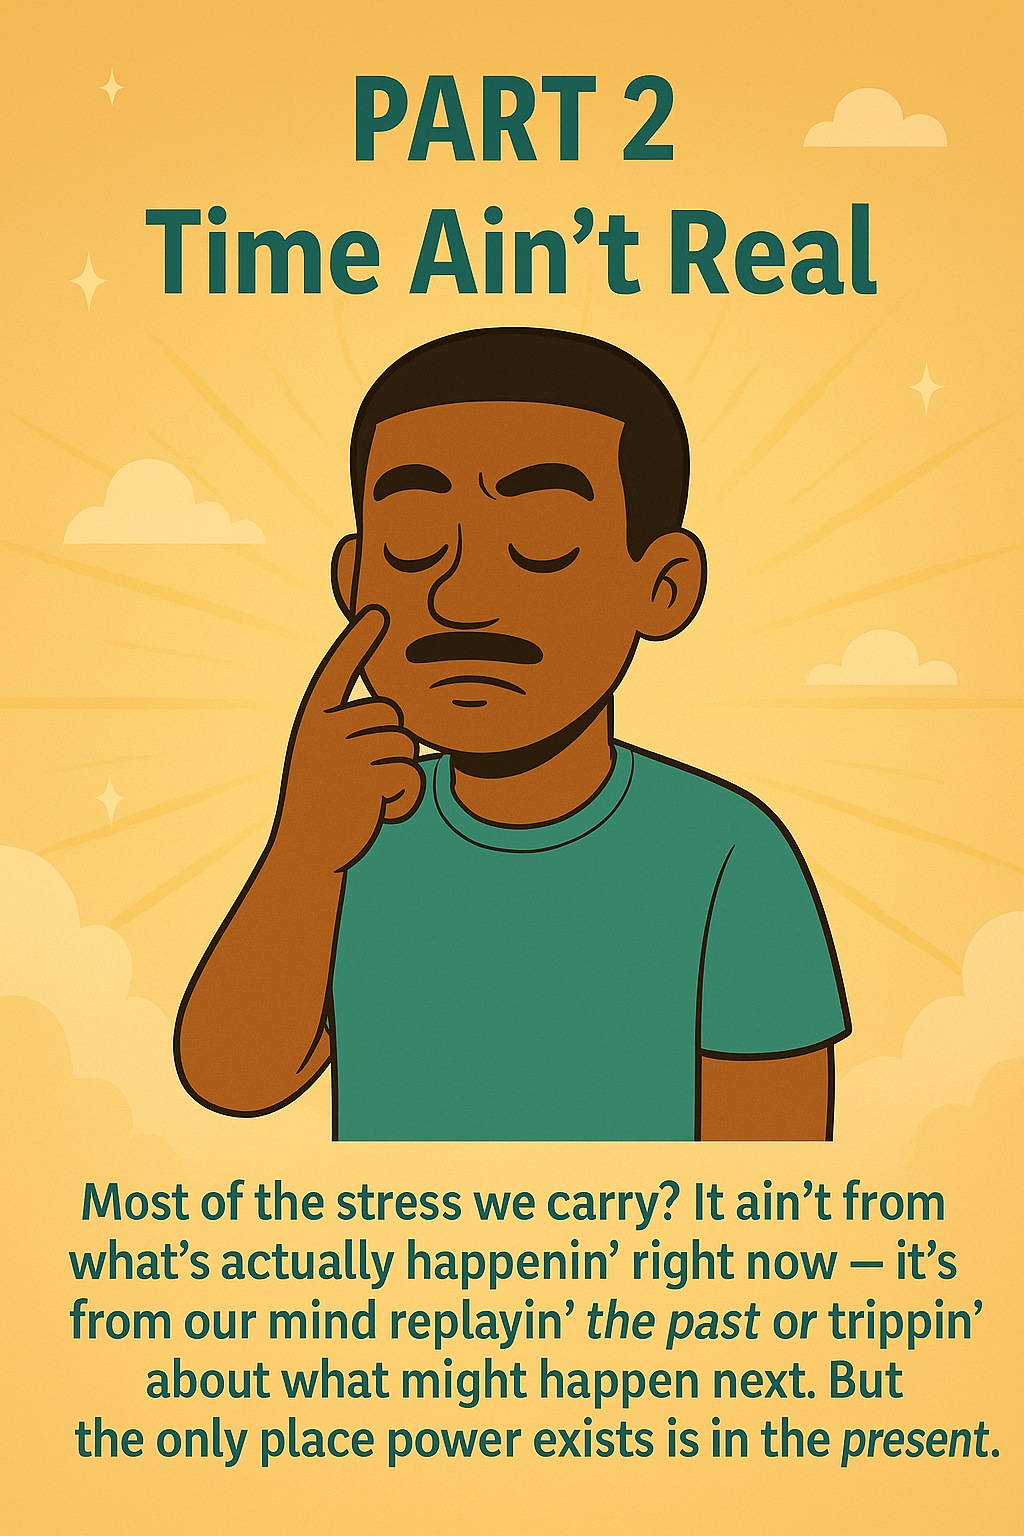 PART 2
Time Ain’t Real
Most of the stress we carry? It ain’t from
what’s actually happenin’ right now – it’s
from our mind replayin’ the past or trippin’
about what might happen next. But
the only place power exists is in the present.